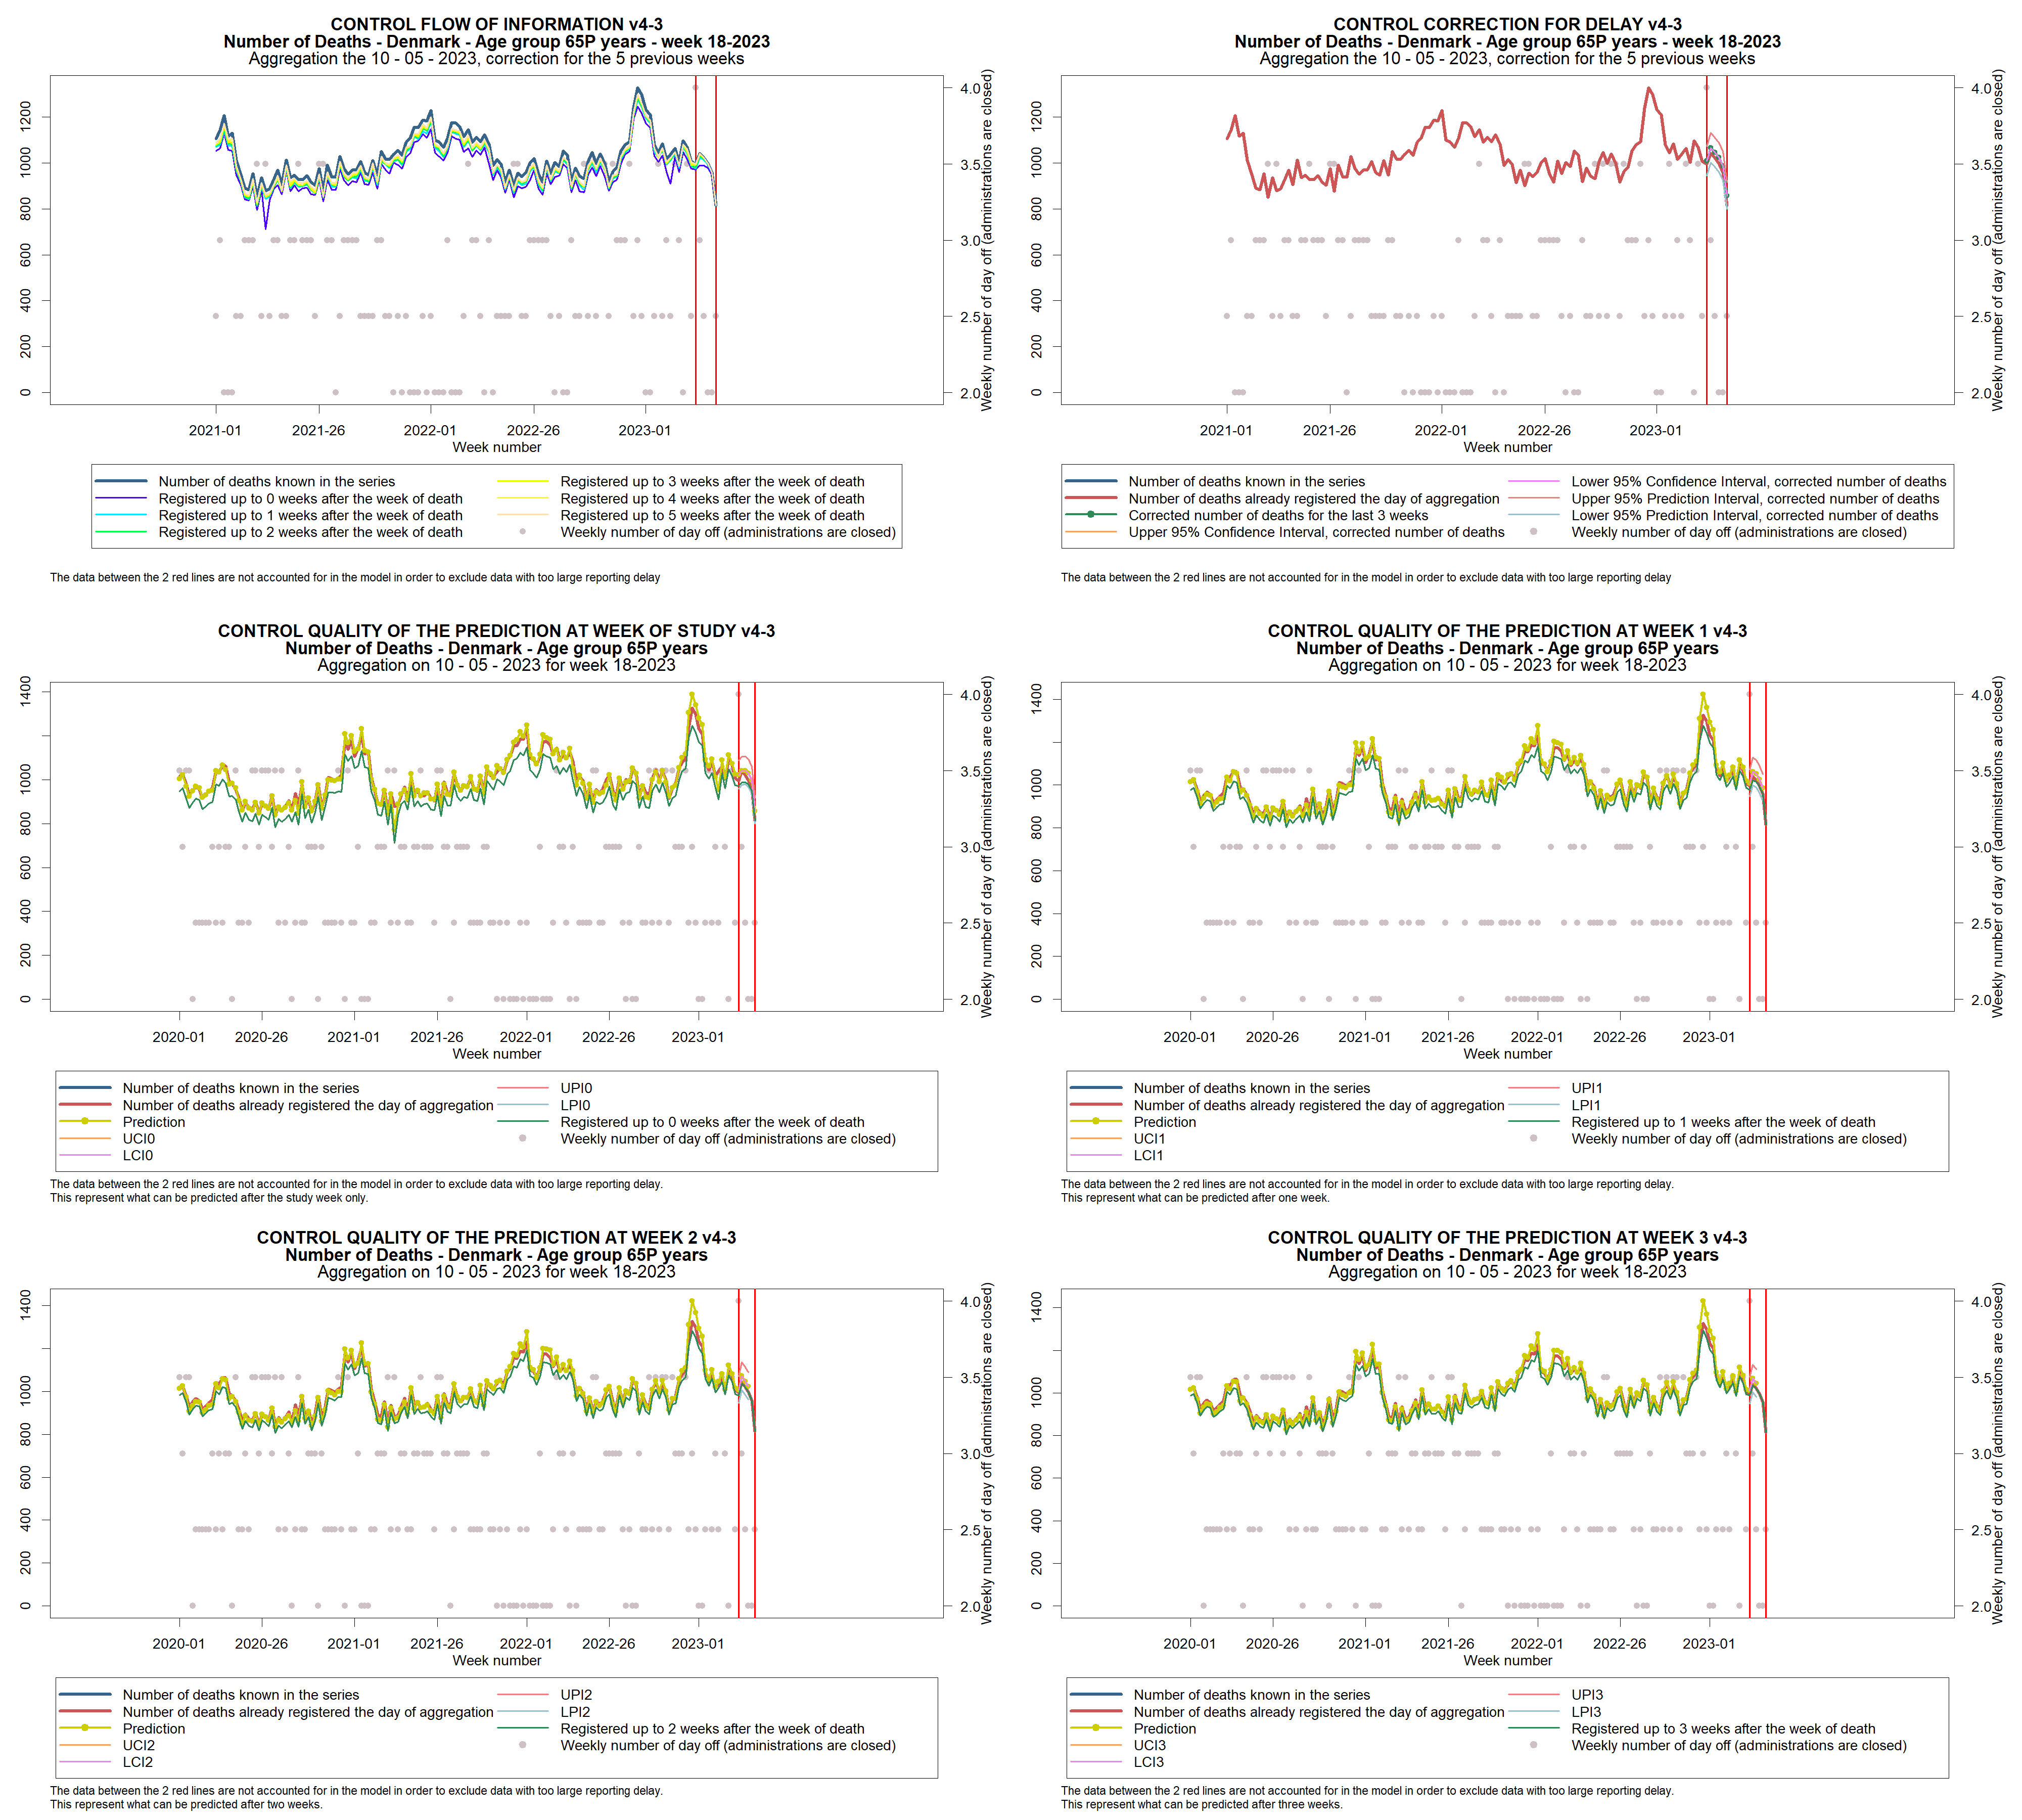 CONTROL FLOW OF INFORMATION v4-3
Number of Deaths - Denmark - Age group 65P years - week 18-2023
Aggregation the 10 - 05 - 2023, correction for the 5 previous weeks
0 200 400 600 800 1000 1200
2.0 2.5 3.0 3.5 4.0
Weekly number of day off (administrations are closed)
2021-01 2021-26 2022-01 2022-26 2023-01
Week number
Number of deaths known in the series
Registered up to 0 weeks after the week of death
Registered up to 1 weeks after the week of death
Registered up to 2 weeks after the week of death
Registered up to 3 weeks after the week of death
Registered up to 4 weeks after the week of death
Registered up to 5 weeks after the week of death
Weekly number of day off (administrations are closed)
The data between the 2 red lines are not accounted for in the model in order to exclude data with too large reporting delay
CONTROL CORRECTION FOR DELAY v4-3
Number of Deaths - Denmark - Age group 65P years - week 18-2023
Aggregation the 10 - 05 - 2023, correction for the 5 previous weeks
0 200 400 600 800 1000 1200
2.0 2.5 3.0 3.5 4.0
Weekly number of day off (administrations are closed)
2021-01 2021-26 2022-01 2022-26 2023-01
Week number
Number of deaths known in the series
Number of deaths already registered the day of aggregation
Corrected number of deaths for the last 3 weeks
Upper 95% Confidence Interval, corrected number of deaths
Lower 95% Confidence Interval, corrected number of deaths
Upper 95% Prediction Interval, corrected number of deaths
Lower 95% Prediction Interval, corrected number of deaths
Weekly number of day off (administrations are closed)
The data between the 2 red lines are not accounted for in the model in order to exclude data with too large reporting delay
CONTROL QUALITY OF THE PREDICTION AT WEEK OF STUDY v4-3
Number of Deaths - Denmark - Age group 65P years
Aggregation on 10 - 05 - 2023 for week 18-2023
0 200 400 600 800 1000 1400
2.0 2.5 3.0 3.5 4.0
Weekly number of day off (administrations are closed)
2020-01 2020-26 2021-01 2021-26 2022-01 2022-26 2023-01
Week number
Number of deaths known in the series
Number of deaths already registered the day of aggregation
Prediction
UCI0
LCI0
UPI0
LPI0
Registered up to 0 weeks after the week of death
Weekly number of day off (administrations are closed)
The data between the 2 red lines are not accounted for in the model in order to exclude data with too large reporting delay.
This represent what can be predicted after the study week only.
CONTROL QUALITY OF THE PREDICTION AT WEEK 1 v4-3
Number of Deaths - Denmark - Age group 65P years
Aggregation on 10 - 05 - 2023 for week 18-2023
0 200 400 600 800 1000 1400
2.0 2.5 3.0 3.5 4.0
Weekly number of day off (administrations are closed)
2020-01 2020-26 2021-01 2021-26 2022-01 2022-26 2023-01
Week number
Number of deaths known in the series
Number of deaths already registered the day of aggregation
Prediction
UCI1
LCI1
UPI1
LPI1
Registered up to 1 weeks after the week of death
Weekly number of day off (administrations are closed)
The data between the 2 red lines are not accounted for in the model in order to exclude data with too large reporting delay.
This represent what can be predicted after one week.
CONTROL QUALITY OF THE PREDICTION AT WEEK 2 v4-3
Number of Deaths - Denmark - Age group 65P years
Aggregation on 10 - 05 - 2023 for week 18-2023
0 200 400 600 800 1000 1400
2.0 2.5 3.0 3.5 4.0
Weekly number of day off (administrations are closed)
2020-01 2020-26 2021-01 2021-26 2022-01 2022-26 2023-01
Week number
Number of deaths known in the series
Number of deaths already registered the day of aggregation
Prediction
UCI2
LCI2
UPI2
LPI2
Registered up to 2 weeks after the week of death
Weekly number of day off (administrations are closed)
The data between the 2 red lines are not accounted for in the model in order to exclude data with too large reporting delay.
This represent what can be predicted after two weeks.
CONTROL QUALITY OF THE PREDICTION AT WEEK 3 v4-3
Number of Deaths - Denmark - Age group 65P years
Aggregation on 10 - 05 - 2023 for week 18-2023
0 200 400 600 800 1000 1400
2.0 2.5 3.0 3.5 4.0
Weekly number of day off (administrations are closed)
2020-01 2020-26 2021-01 2021-26 2022-01 2022-26 2023-01
Week number
Number of deaths known in the series
Number of deaths already registered the day of aggregation
Prediction
UCI3
LCI3
UPI3
LPI3
Registered up to 3 weeks after the week of death
Weekly number of day off (administrations are closed)
The data between the 2 red lines are not accounted for in the model in order to exclude data with too large reporting delay.
This represent what can be predicted after three weeks.